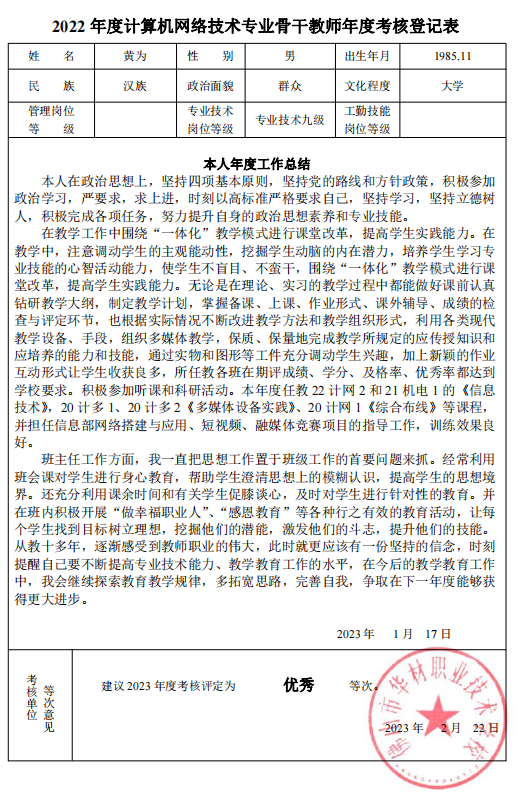 2022 年度计算机网络技术专业骨干教师年度考核登记表
姓 名 黄为 性 别 男 出生年月 1985.11
民 族 汉族 政治面貌 群众 文化程度 大学
管理岗位
等 级
专业技术
岗位等级
专业技术九级
工勤技能
岗位等级
本人年度工作总结
本人在政治思想上，坚持四项基本原则，坚持党的路线和方针政策，积极参加
政治学习，严要求，求上进，时刻以高标准严格要求自己，坚持学习，坚持立德树
人，积极完成各项任务，努力提升自身的政治思想素养和专业技能。
在教学工作中围绕“一体化”教学模式进行课堂改革，提高学生实践能力。在
教学中，注意调动学生的主观能动性，挖掘学生动脑的内在潜力，培养学生学习专
业技能的心智活动能力，使学生不盲目、不蛮干，围绕“一体化”教学模式进行课
堂改革，提高学生实践能力。无论是在理论、实习的教学过程中都能做好课前认真
钻研教学大纲，制定教学计划，掌握备课、上课、作业形式、课外辅导、成绩的检
查与评定环节，也根据实际情况不断改进教学方法和教学组织形式，利用各类现代
教学设备、手段，组织多媒体教学，保质、保量地完成教学所规定的应传授知识和
应培养的能力和技能，通过实物和图形等工件充分调动学生兴趣，加上新颖的作业
互动形式让学生收获良多，所任教各班在期评成绩、学分、及格率、优秀率都达到
学校要求。积极参加听课和科研活动。本年度任教 22 计网 2 和 21 机电 1 的《信息
技术》，20 计多 1、20 计多 2《多媒体设备实践》、20 计网 1《综合布线》等课程，
并担任信息部网络搭建与应用、短视频、融媒体竞赛项目的指导工作，训练效果良
好。
班主任工作方面，我一直把思想工作置于班级工作的首要问题来抓。经常利用
班会课对学生进行身心教育，帮助学生澄清思想上的模糊认识，提高学生的思想境
界。还充分利用课余时间和有关学生促膝谈心，及时对学生进行针对性的教育。并
在班内积极开展“做幸福职业人”、“感恩教育”等各种行之有效的教育活动，让每
个学生找到目标树立理想，挖掘他们的潜能，激发他们的斗志，提升他们的技能。
从教十多年，逐渐感受到教师职业的伟大，此时就更应该有一份坚持的信念，时刻
提醒自己要不断提高专业技术能力、教学教育工作的水平，在今后的教学教育工作
中，我会继续探索教育教学规律，多拓宽思路，完善自我，争取在下一年度能够获
得更大进步。
2023 年 1 月 17 日
考核单位
等次意见
建议 2023 年度考核评定为 优秀 等次。
佛山市华材职业技术学校
2023 年 2 月 22 日